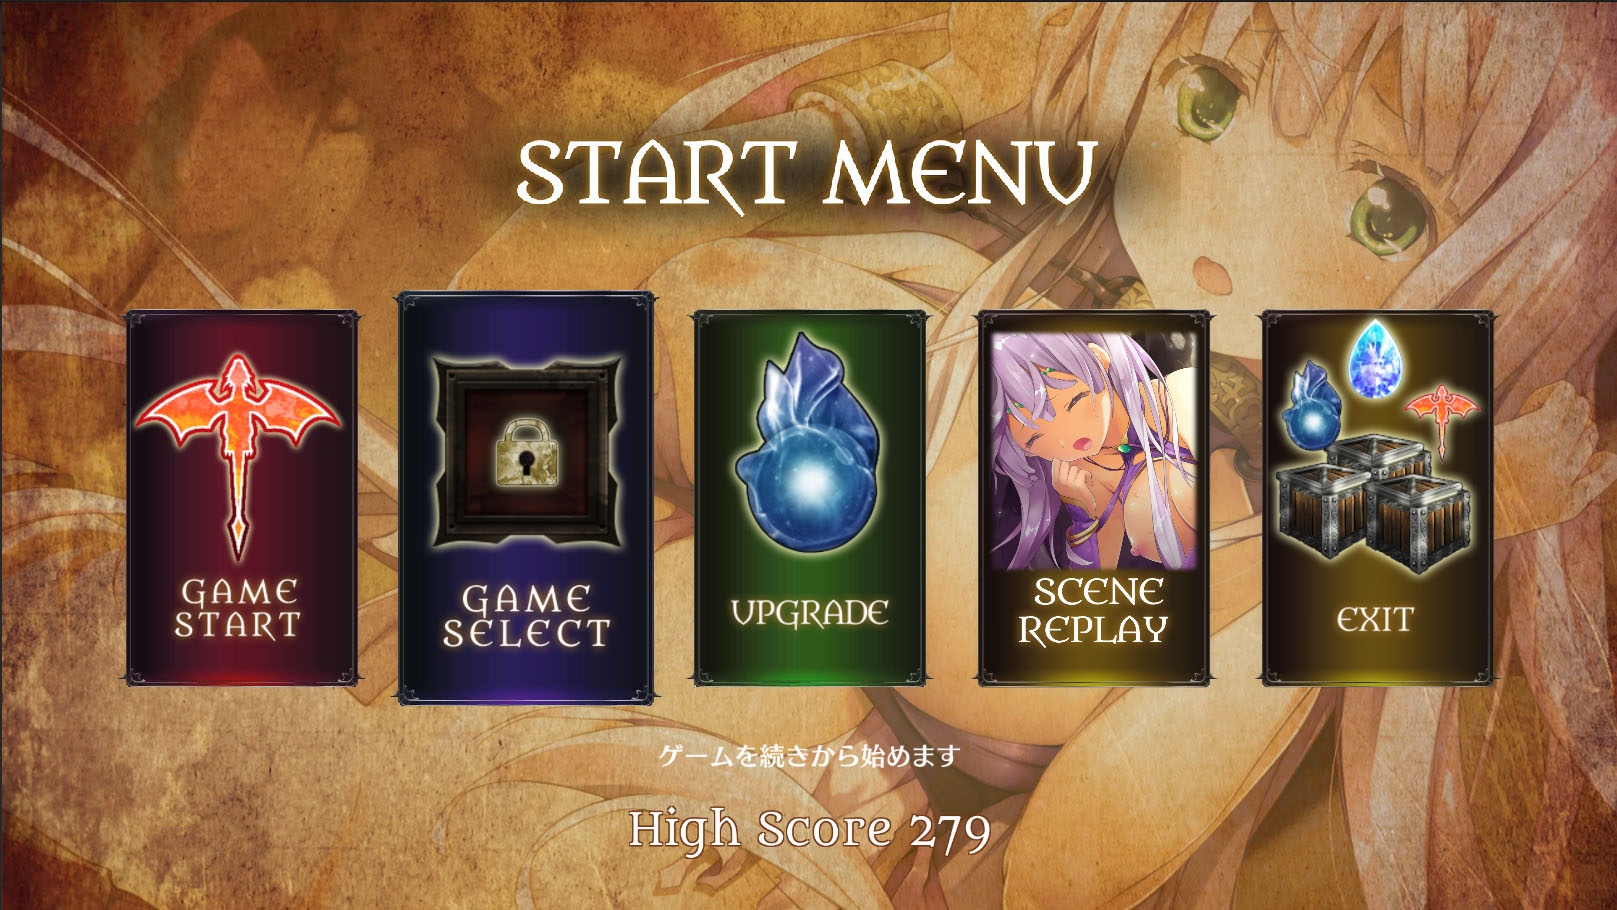 START MENU
GAME
START
GAME
SELECT
UPGRADE
SCENE
REPLAY
EXIT
ゲームを続きから始めます
High Score 279